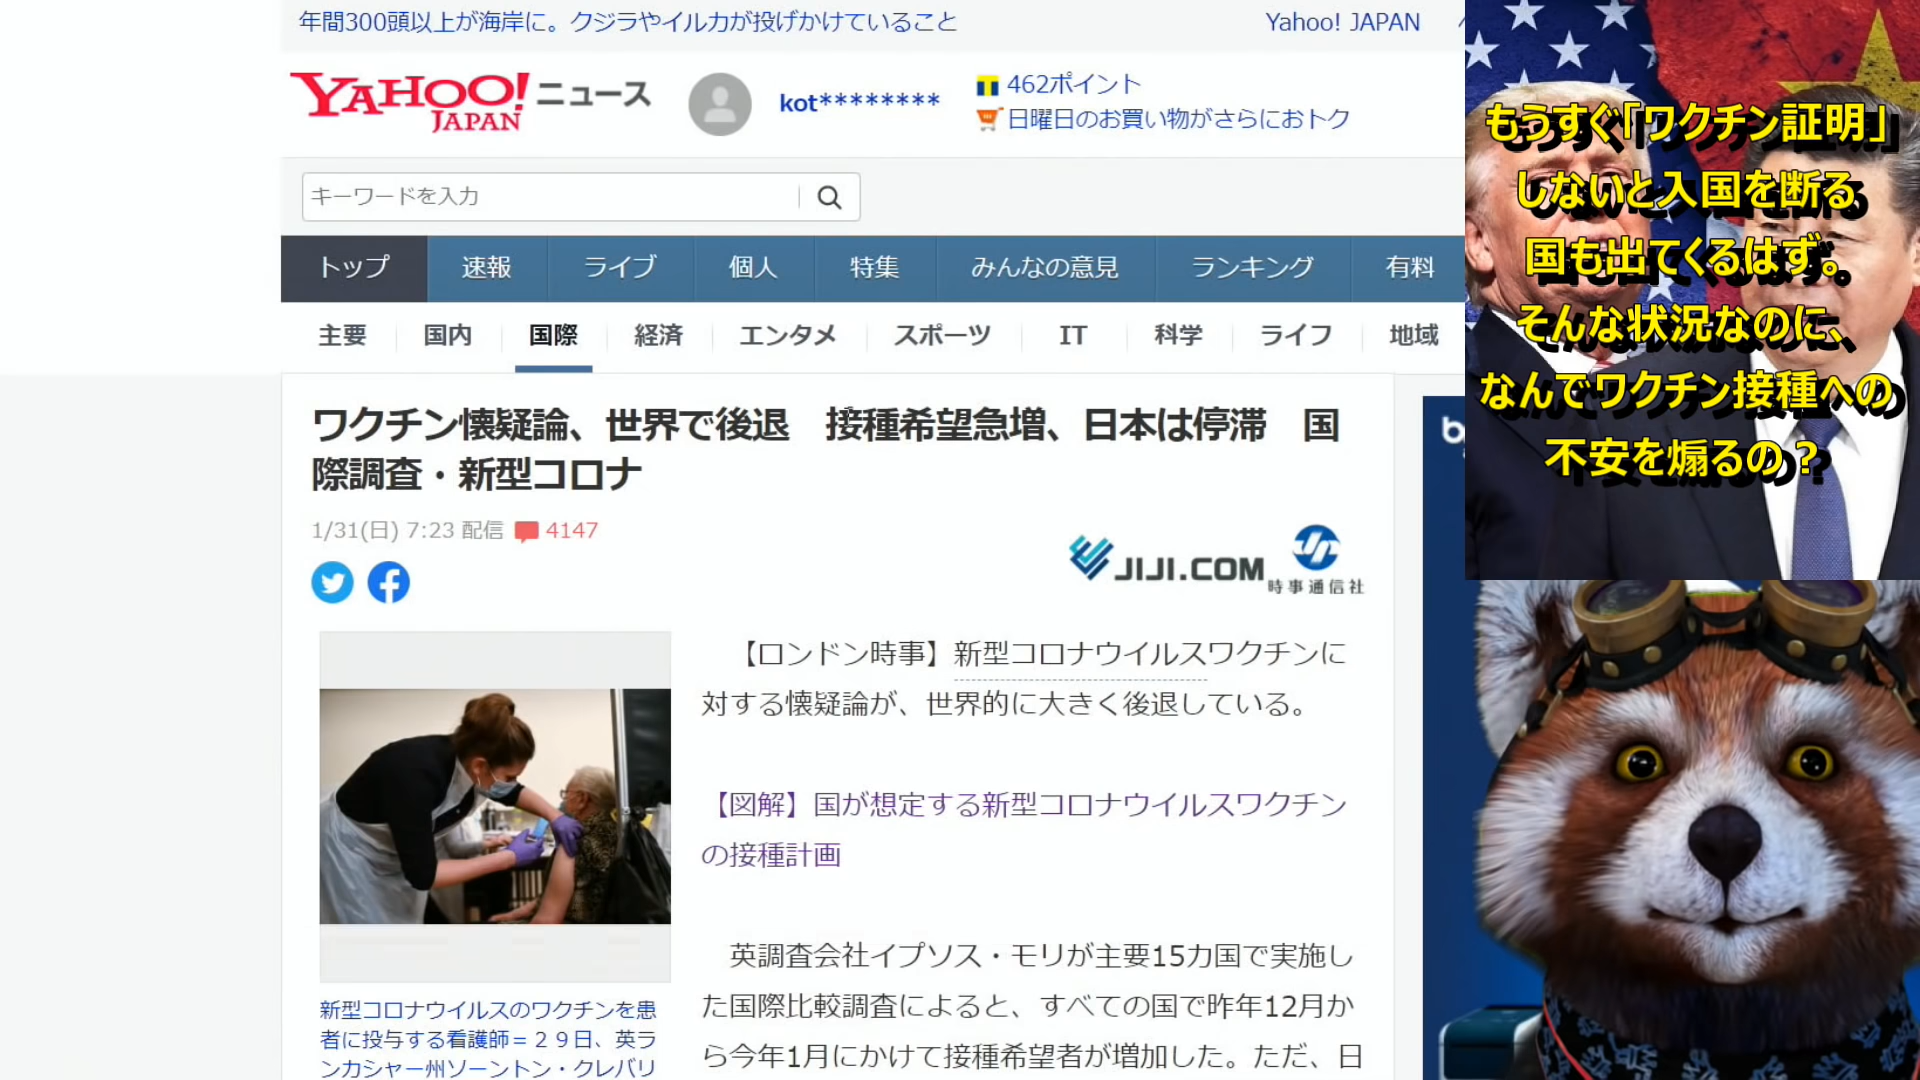 年間300頭以上が海岸に。クジラやイルカが投げかけていること
Yahoo! JAPAN
YAHOO! JAPAN ニュース
kot********
462ポイント
日曜日のお買い物がさらにおトク
キーワードを入力
トップ 速報 ライブ 個人 特集 みんなの意見 ランキング 有料
主要 国内 国際 経済 エンタメ スポーツ IT 科学 ライフ 地域
ワクチン懐疑論、世界で後退　接種希望急増、日本は停滞　国
際調査・新型コロナ
1/31(日) 7:23 配信 4147
JIJI.COM 時事通信社
【ロンドン時事】新型コロナウイルスワクチンに
対する懐疑論が、世界的に大きく後退している。
【図解】国が想定する新型コロナウイルスワクチン
の接種計画
英調査会社イプソス・モリが主要15カ国で実施し
た国際比較調査によると、すべての国で昨年12月か
ら今年1月にかけて接種希望者が増加した。ただ、日
新型コロナウイルスのワクチンを患
者に投与する看護師＝２９日、英ラ
ンカシャー州ソーントン・クレバリ
もうすぐ「ワクチン証明」
しないと入国を断る
国も出てくるはず。
そんな状況なのに、
なんでワクチン接種への
不安を煽るの？